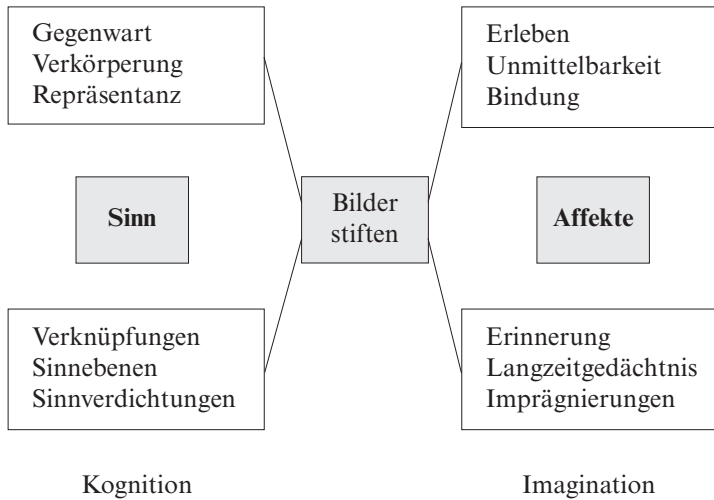 Gegenwart
Verkörperung
Repräsentanz
Erleben
Unmittelbarkeit
Bindung
Sinn
Bilder
stiften
Affekte
Verknüpfungen
Sinnebenen
Sinnverdichtungen
Erinnerung
Langzeitgedächtnis
Imprägnierungen
Kognition
Imagination